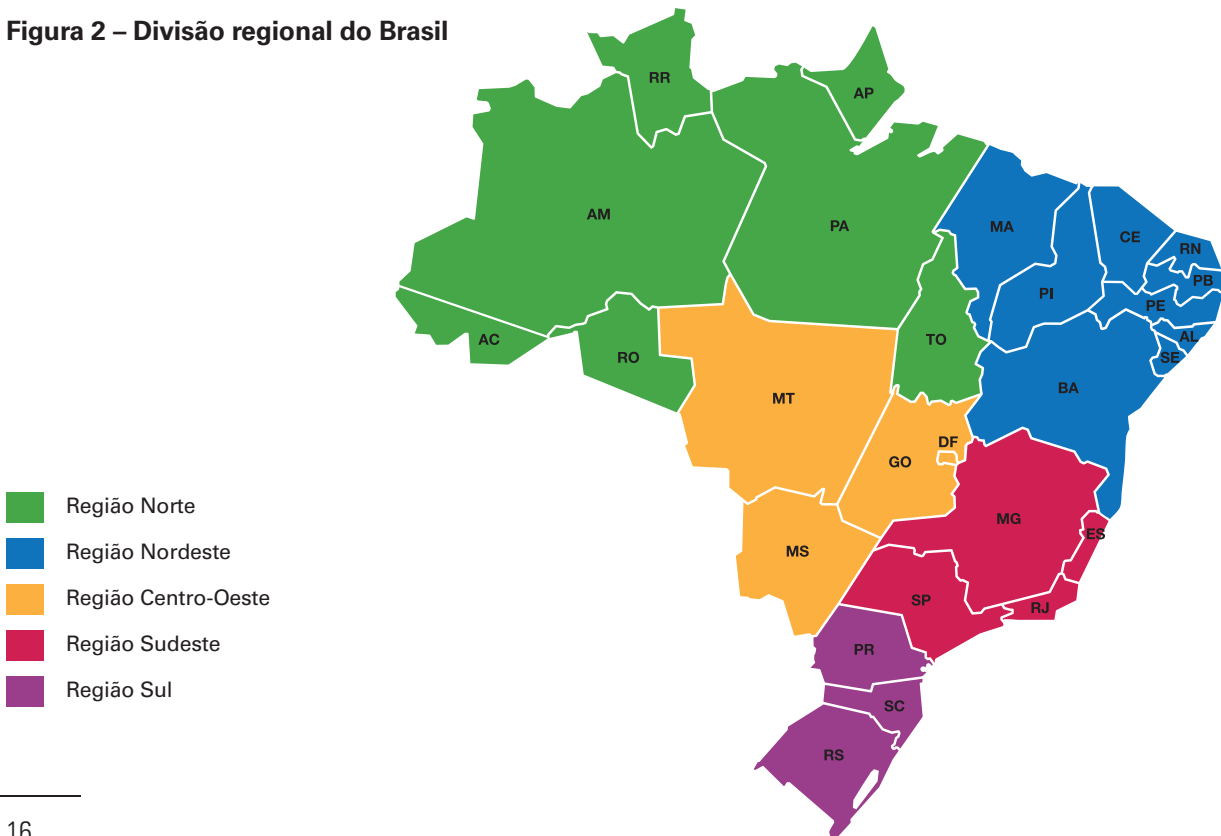 Figura 2 – Divisão regional do Brasil
RR
AP
AM
PA
MA
CE
RN
PB
PI
PE
AC
RO
TO
AL
SE
BA
MT
DF
GO
MG
ES
MS
SP
RJ
PR
SC
RS
Região Norte
Região Nordeste
Região Centro-Oeste
Região Sudeste
Região Sul
16